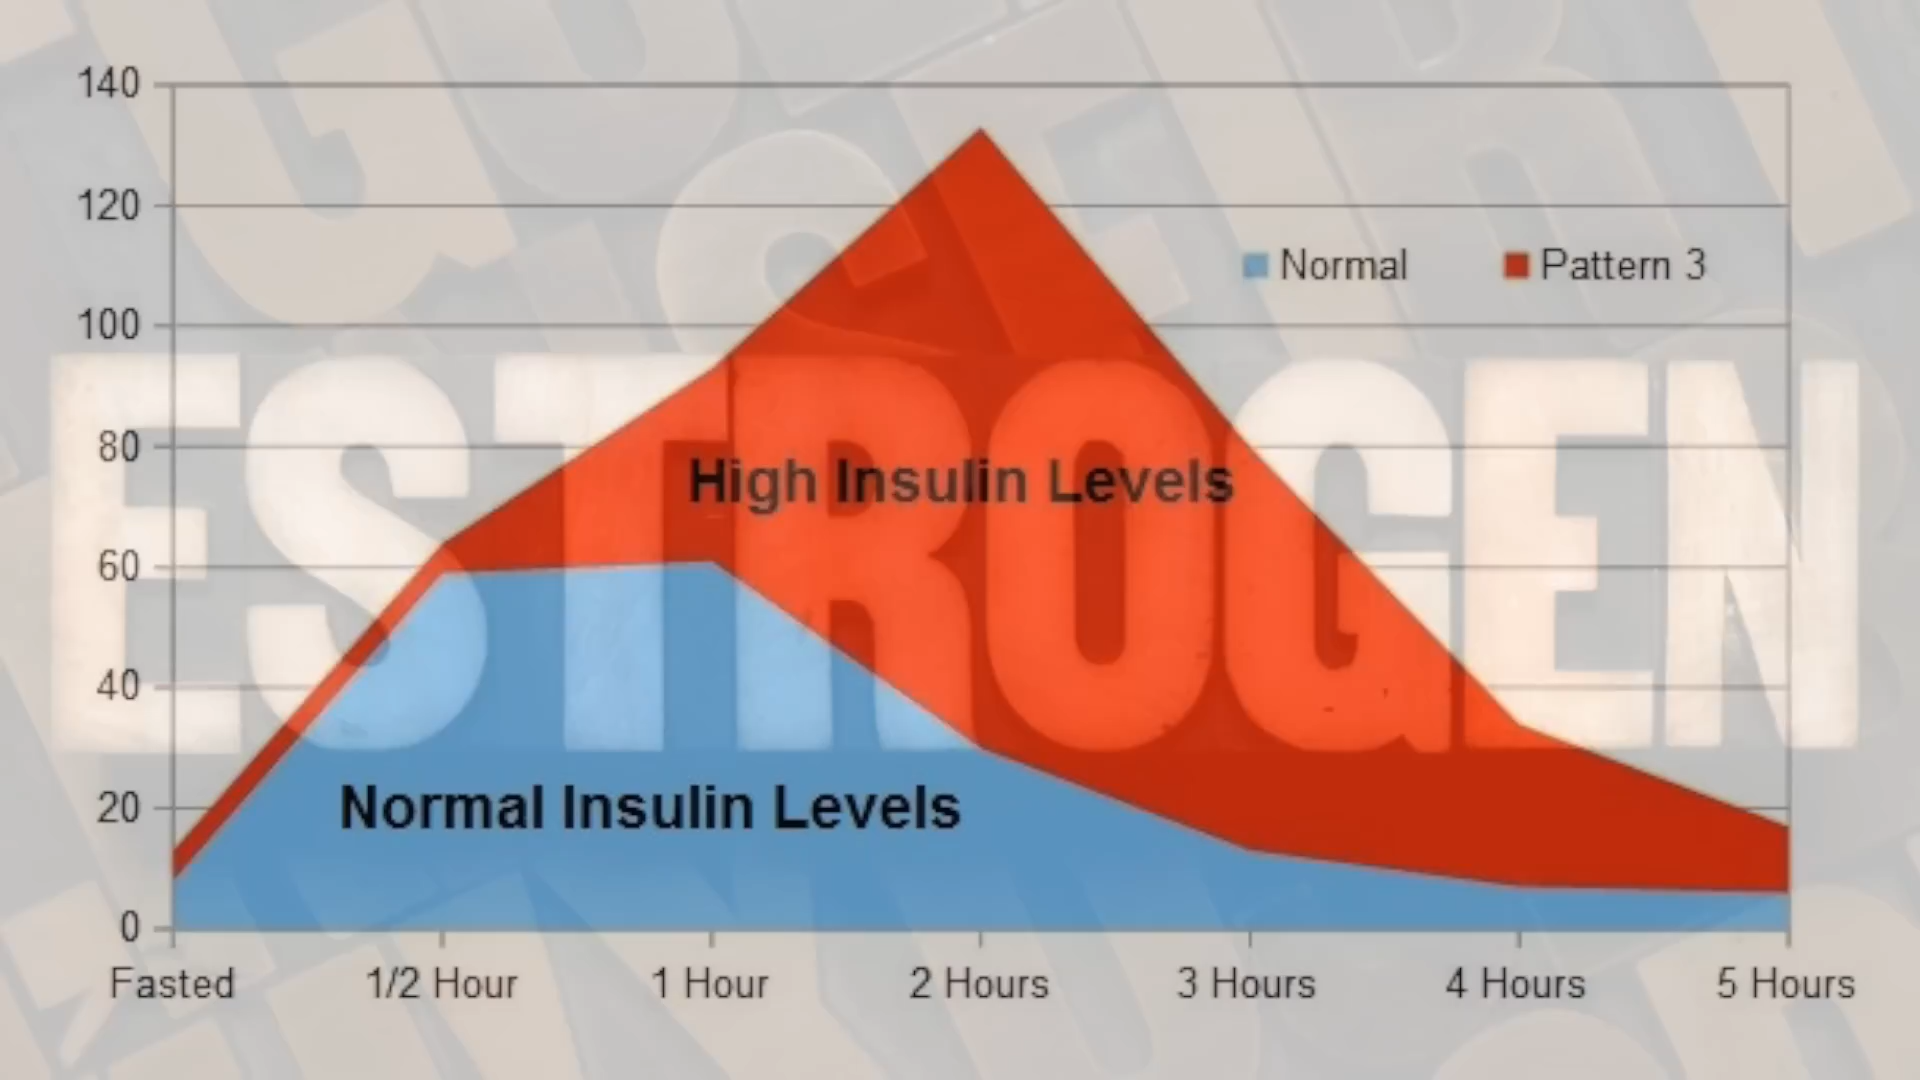 140
120
Normal Pattern 3
100
ESTROGEN
80
High Insulin Levels
60
40
20
Normal Insulin Levels
0
Fasted 1/2 Hour 1 Hour 2 Hours 3 Hours 4 Hours 5 Hours